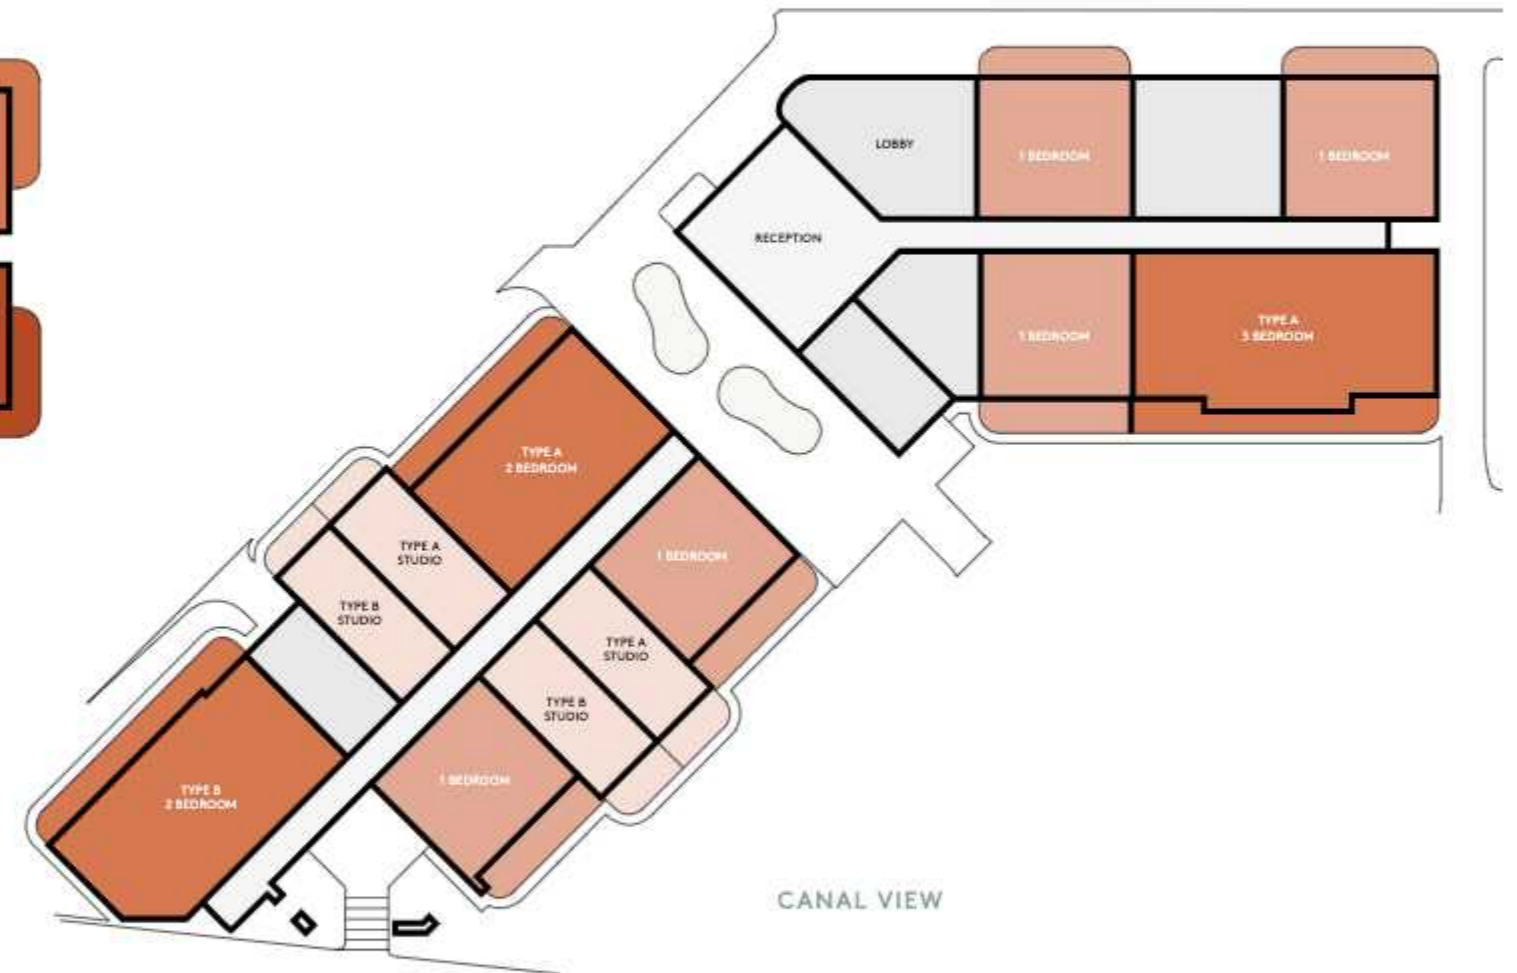 LOBBY
1 BEDROOM
1 BEDROOM
RECEPTION
1 BEDROOM
TYPE A
3 BEDROOM
TYPE A
2 BEDROOM
TYPE A
STUDIO
1 BEDROOM
TYPE B
STUDIO
TYPE A
STUDIO
TYPE B
STUDIO
1 BEDROOM
TYPE B
2 BEDROOM
CANAL VIEW